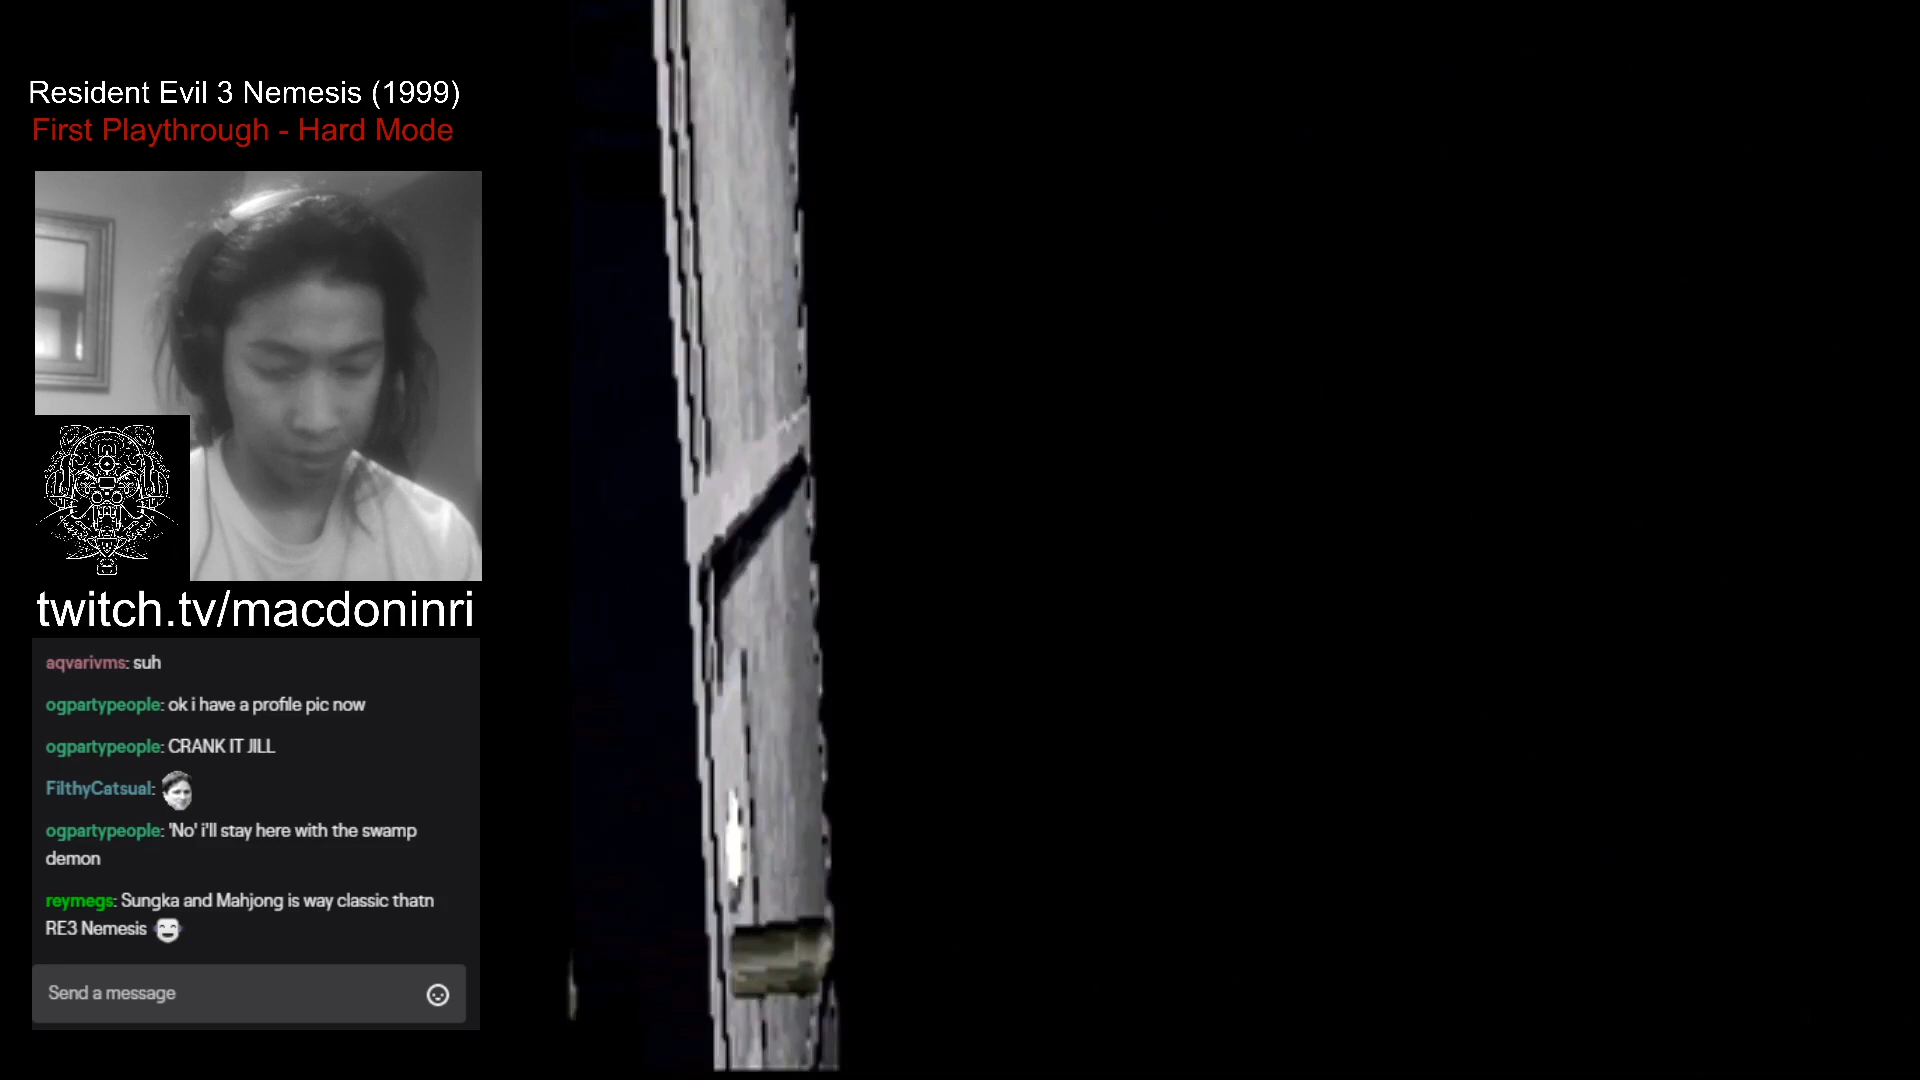 Resident Evil 3 Nemesis (1999)
First Playthrough - Hard Mode
twitch.tv/macdoninri
aqvarivms: suh
ogpartypeople: ok i have a profile pic now
ogpartypeople: CRANK IT JILL
FilthyCatsual:
ogpartypeople: 'No' i'll stay here with the swamp
demon
reymegs: Sungka and Mahjong is way classic thatn
RE3 Nemesis
Send a message